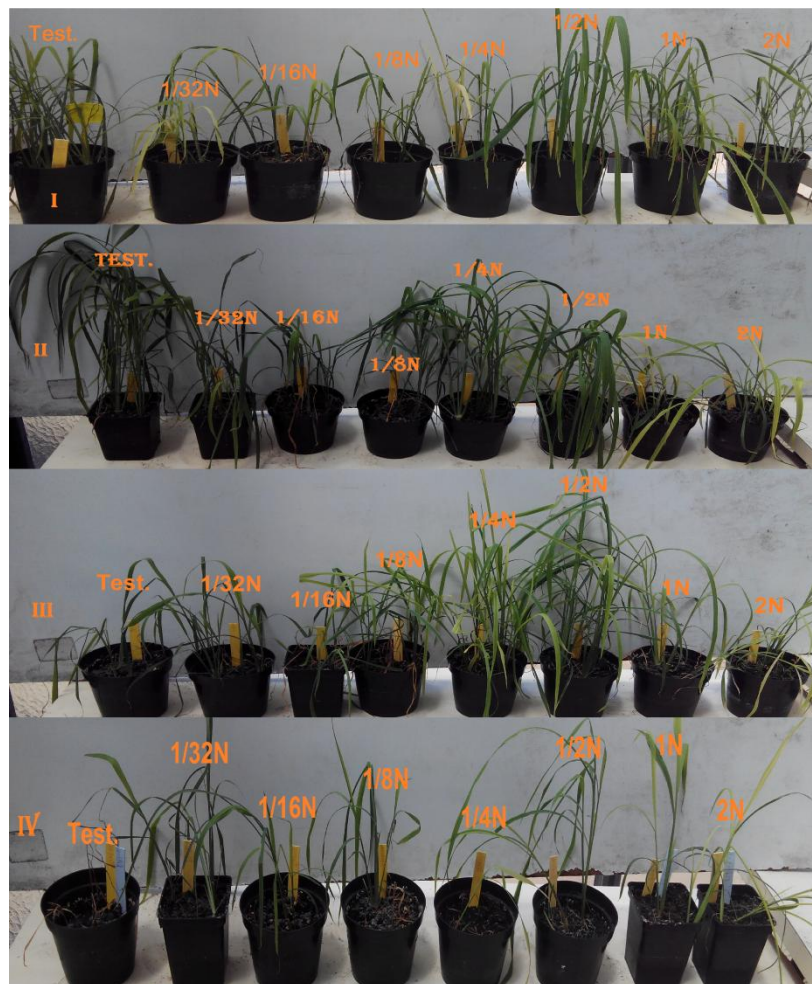 Test. 1/32N 1/16N 1/8N 1/4N 1/2N 1N 2N
I
TEST. 1/32N 1/16N 1/8N 1/4N 1/2N 1N 2N
II
Test. 1/32N 1/16N 1/8N 1/4N 1/2N 1N 2N
III
1/32N 1/16N 1/8N 1/4N 1/2N 1N 2N
IV Test.